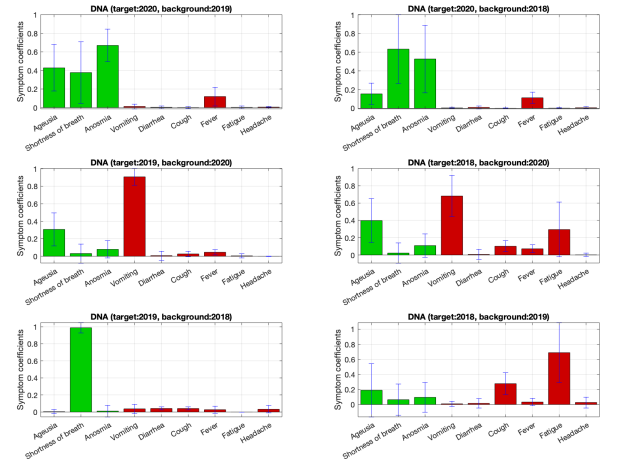 DNA (target:2020, background:2019)
Symptom coefficients
1
0.8
0.6
0.4
0.2
0
Ageusia
Shortness of breath
Anosmia
Vomiting
Diarrhea
Cough
Fever
Fatigue
Headache
DNA (target:2020, background:2018)
Symptom coefficients
1
0.8
0.6
0.4
0.2
0
Ageusia
Shortness of breath
Anosmia
Vomiting
Diarrhea
Cough
Fever
Fatigue
Headache
DNA (target:2019, background:2020)
Symptom coefficients
1
0.8
0.6
0.4
0.2
0
Ageusia
Shortness of breath
Anosmia
Vomiting
Diarrhea
Cough
Fever
Fatigue
Headache
DNA (target:2018, background:2020)
Symptom coefficients
1
0.8
0.6
0.4
0.2
0
Ageusia
Shortness of breath
Anosmia
Vomiting
Diarrhea
Cough
Fever
Fatigue
Headache
DNA (target:2019, background:2018)
Symptom coefficients
1
0.8
0.6
0.4
0.2
0
Ageusia
Shortness of breath
Anosmia
Vomiting
Diarrhea
Cough
Fever
Fatigue
Headache
DNA (target:2018, background:2019)
Symptom coefficients
1
0.8
0.6
0.4
0.2
0
Ageusia
Shortness of breath
Anosmia
Vomiting
Diarrhea
Cough
Fever
Fatigue
Headache